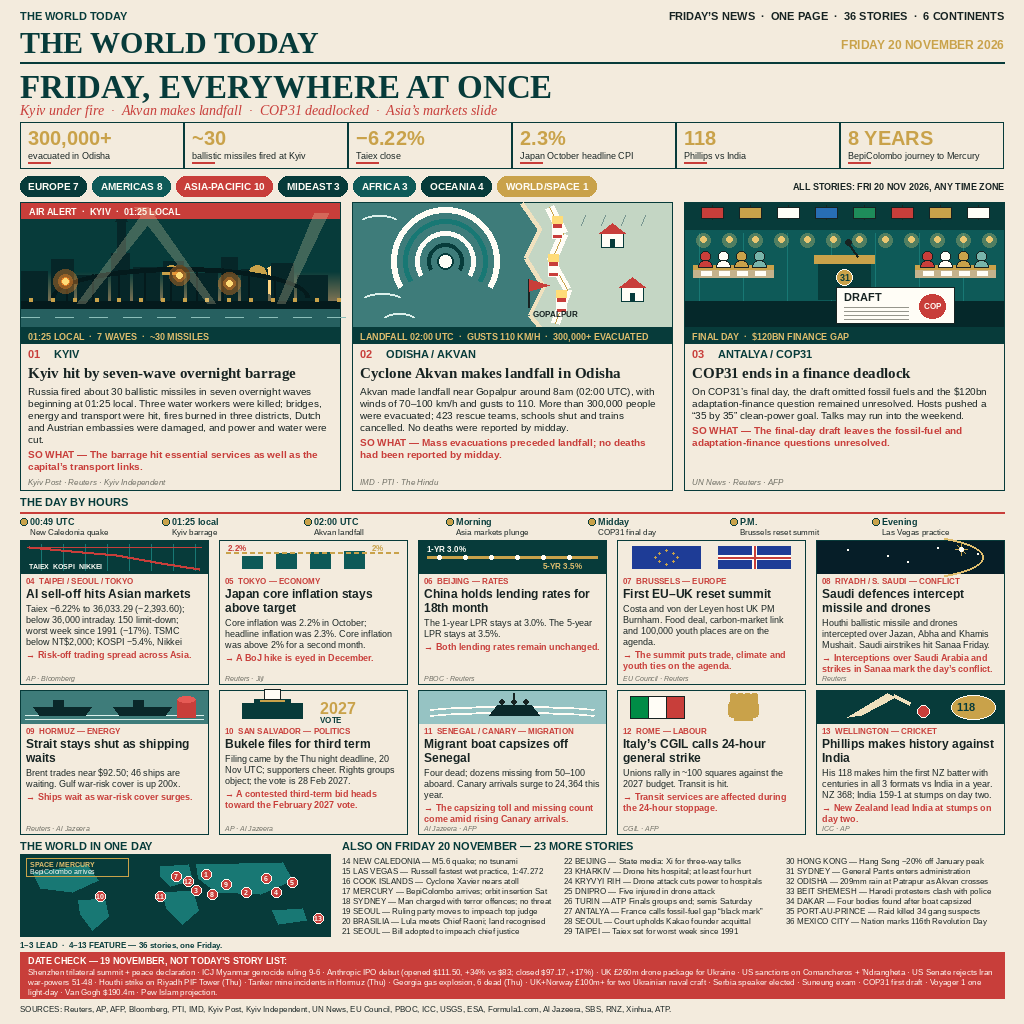 THE WORLD TODAY
FRIDAY'S NEWS · ONE PAGE · 36 STORIES · 6 CONTINENTS
THE WORLD TODAY
FRIDAY 20 NOVEMBER 2026
FRIDAY, EVERYWHERE AT ONCE
Kyiv under fire · Akvan makes landfall · COP31 deadlocked · Asia's markets slide
300,000+
evacuated in Odisha
~30
ballistic missiles fired at Kyiv
−6.22%
Taiex close
2.3%
Japan October headline CPI
118
Phillips vs India
8 YEARS
BepiColombo journey to Mercury
EUROPE 7
AMERICAS 8
ASIA-PACIFIC 10
MIDEAST 3
AFRICA 3
OCEANIA 4
WORLD/SPACE 1
ALL STORIES: FRI 20 NOV 2026, ANY TIME ZONE
AIR ALERT · KYIV · 01:25 LOCAL
01:25 LOCAL · 7 WAVES · ~30 MISSILES
01 KYIV
Kyiv hit by seven-wave overnight barrage
Russia fired about 30 ballistic missiles in seven overnight waves
beginning at 01:25 local. Three water workers were killed; bridges,
energy and transport were hit, fires burned in three districts, Dutch
and Austrian embassies were damaged, and power and water were
cut.
SO WHAT — The barrage hit essential services as well as the
capital's transport links.
Kyiv Post · Reuters · Kyiv Independent
GOPALPUR
LANDFALL 02:00 UTC · GUSTS 110 KM/H · 300,000+ EVACUATED
02 ODISHA / AKVAN
Cyclone Akvan makes landfall in Odisha
Akvan made landfall near Gopalpur around 8am (02:00 UTC), with
winds of 70–100 km/h and gusts to 110. More than 300,000 people
were evacuated; 423 rescue teams, schools shut and trains
cancelled. No deaths were reported by midday.
SO WHAT — Mass evacuations preceded landfall; no deaths
had been reported by midday.
IMD · PTI · The Hindu
31
DRAFT
COP
FINAL DAY · $120BN FINANCE GAP
03 ANTALYA / COP31
COP31 ends in a finance deadlock
On COP31's final day, the draft omitted fossil fuels and the $120bn
adaptation-finance question remained unresolved. Hosts pushed a
"35 by 35" clean-power goal. Talks may run into the weekend.
SO WHAT — The final-day draft leaves the fossil-fuel and
adaptation-finance questions unresolved.
UN News · Reuters · AFP
THE DAY BY HOURS
00:49 UTC
New Caledonia quake
01:25 local
Kyiv barrage
02:00 UTC
Akvan landfall
Morning
Asia markets plunge
Midday
COP31 final day
P.M.
Brussels reset summit
Evening
Las Vegas practice
TAIEX KOSPI NIKKEI
04 TAIPEI / SEOUL / TOKYO
AI sell-off hits Asian markets
Taiex −6.22% to 36,033.29 (−2,393.60);
below 36,000 intraday. 150 limit-down;
worst week since 1991 (−17%). TSMC
below NT$2,000; KOSPI −5.4%, Nikkei
→ Risk-off trading spread across Asia.
AP · Bloomberg
2.2%
2%
05 TOKYO — ECONOMY
Japan core inflation stays
above target
Core inflation was 2.2% in October;
headline inflation was 2.3%. Core inflation
was above 2% for a second month.
→ A BoJ hike is eyed in December.
Reuters · Jiji
1-YR 3.0%
5-YR 3.5%
06 BEIJING — RATES
China holds lending rates for
18th month
The 1-year LPR stays at 3.0%. The 5-year
LPR stays at 3.5%.
→ Both lending rates remain unchanged.
PBOC · Reuters
07 BRUSSELS — EUROPE
First EU–UK reset summit
Costa and von der Leyen host UK PM
Burnham. Food deal, carbon-market link
and 100,000 youth places are on the
agenda.
→ The summit puts trade, climate and
youth ties on the agenda.
EU Council · Reuters
08 RIYADH / S. SAUDI — CONFLICT
Saudi defences intercept
missile and drones
Houthi ballistic missile and drones
intercepted over Jazan, Abha and Khamis
Mushait. Saudi airstrikes hit Sanaa Friday.
→ Interceptions over Saudi Arabia and
strikes in Sanaa mark the day's conflict.
Reuters
09 HORMUZ — ENERGY
Strait stays shut as shipping
waits
Brent trades near $92.50; 46 ships are
waiting. Gulf war-risk cover is up 200x.
→ Ships wait as war-risk cover surges.
Reuters · Al Jazeera
2027
VOTE
10 SAN SALVADOR — POLITICS
Bukele files for third term
Filing came by the Thu night deadline, 20
Nov UTC; supporters cheer. Rights groups
object; the vote is 28 Feb 2027.
→ A contested third-term bid heads
toward the February 2027 vote.
AP · Al Jazeera
11 SENEGAL / CANARY — MIGRATION
Migrant boat capsizes off
Senegal
Four dead; dozens missing from 50–100
aboard. Canary arrivals surge to 24,364 this
year.
→ The capsizing toll and missing count
come amid rising Canary arrivals.
Al Jazeera · AFP
12 ROME — LABOUR
Italy's CGIL calls 24-hour
general strike
Unions rally in ~100 squares against the
2027 budget. Transit is hit.
→ Transit services are affected during
the 24-hour stoppage.
CGIL · AFP
118
13 WELLINGTON — CRICKET
Phillips makes history against
India
His 118 makes him the first NZ batter with
centuries in all 3 formats vs India in a year.
NZ 368; India 159-1 at stumps on day two.
→ New Zealand lead India at stumps on
day two.
ICC · AP
THE WORLD IN ONE DAY
SPACE / MERCURY
BepiColombo arrives
10
7
12
1
3
11
8
9
2
6
4
5
13
1–3 LEAD · 4–13 FEATURE — 36 stories, one Friday.
ALSO ON FRIDAY 20 NOVEMBER — 23 MORE STORIES
14 NEW CALEDONIA — M5.6 quake; no tsunami
15 LAS VEGAS — Russell fastest wet practice, 1:47.272
16 COOK ISLANDS — Cyclone Xavier nears atoll
17 MERCURY — BepiColombo arrives; orbit insertion Sat
18 SYDNEY — Man charged with terror offences; no threat
19 SEOUL — Ruling party moves to impeach top judge
20 BRASILIA — Lula meets Chief Raoni; land recognised
21 SEOUL — Bill adopted to impeach chief justice
22 BEIJING — State media: Xi for three-way talks
23 KHARKIN — Drone hits hospital; at least four hurt
24 KRYVYI RIH — Drone attack cuts power to hospitals
25 DNIPRO — Five injured in drone attack
26 TURIN — ATP Finals groups end; semis Saturday
27 ANTALYA — France calls fossil-fuel gap "black mark"
28 SEOUL — Court upholds Kakao founder acquittal
29 TAIPEI — Taiex set for worst week since 1991
30 HONG KONG — Hang Seng ~20% off January peak
31 SYDNEY — General Pants enters administration
32 ODISHA — 209mm rain at Patrapur as Akvan crosses
33 BEIT SHEMESH — Haredi protesters clash with police
34 DAKAR — Four bodies found after boat capsized
35 PORT-AU-PRINCE — Raid killed 34 gang suspects
36 MEXICO CITY — Nation marks 116th Revolution Day
DATE CHECK — 19 NOVEMBER, NOT TODAY'S STORY LIST:
Shenzhen trilateral summit + peace declaration · ICJ Myanmar genocide ruling 9-6 · Anthropic IPO debut (opened $111.50, +34% vs $83; closed $97.17, +17%) · UK £260m drone package for Ukraine · US sanctions on Comancheros + 'Ndrangheta · US Senate rejects Iran
war-powers 51-48 · Houthi strike on Riyadh PIF Tower (Thu) · Tanker mine incidents in Hormuz (Thu) · Georgia gas explosion, 6 dead (Thu) · UK+Norway £100m+ for two Ukrainian naval craft · Serbia speaker elected · Suneung exam · COP31 first draft · Voyager 1 one
light-day · Van Gogh $190.4m · Pew Islam projection.
SOURCES: Reuters, AP, AFP, Bloomberg, PTI, IMD, Kyiv Post, Kyiv Independent, UN News, EU Council, PBOC, ICC, USGS, ESA, Formula1.com, Al Jazeera, SBS, RNZ, Xinhua, ATP.